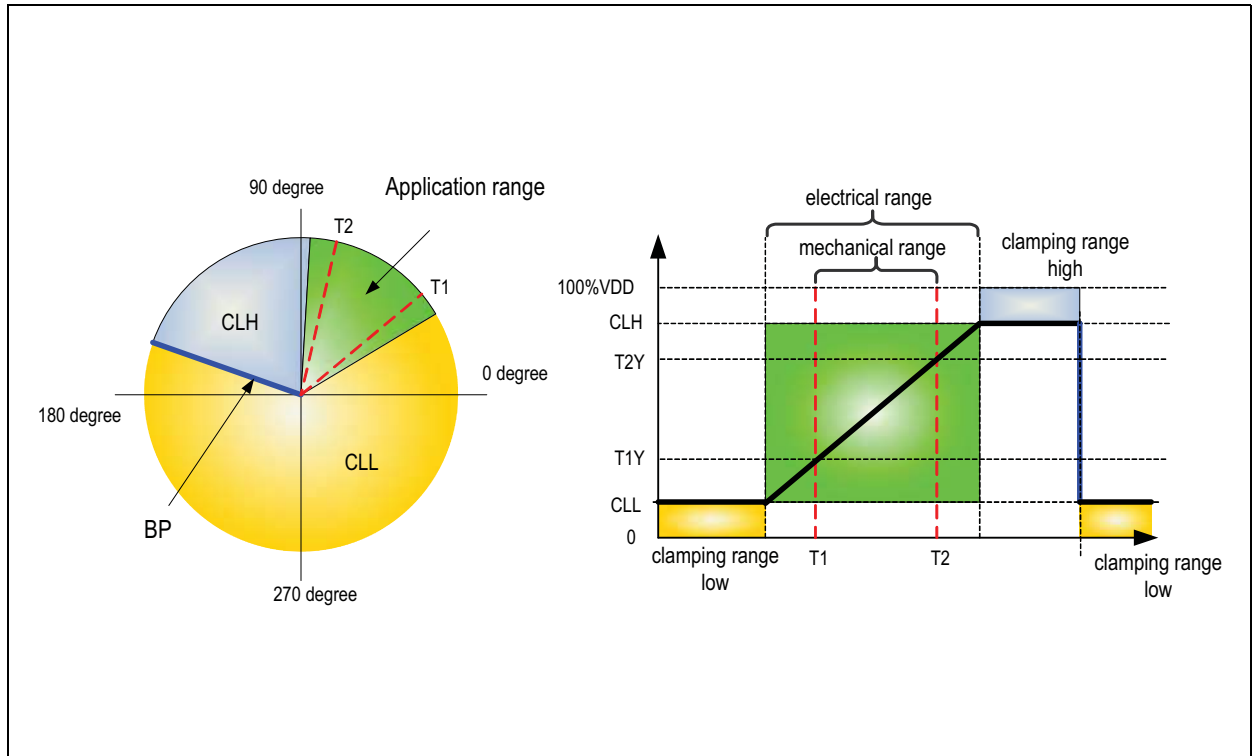 90 degree
Application range
T2
T1
CLH
0 degree
180 degree
CLL
BP
270 degree
electrical range
mechanical range
clamping range
high
100%VDD
CLH
T2Y
T1Y
CLL
0
clamping range
low
T1
T2
clamping range
low